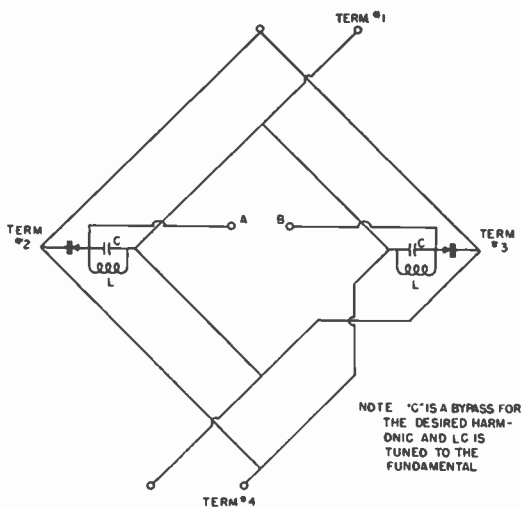 TERM #1
A
B
TERM
#2
C
L
C
L
TERM
#3
NOTE "C" IS A BYPASS FOR
THE DESIRED HARM-
ONIC AND LC IS
TUNED TO THE
FUNDAMENTAL
TERM #4